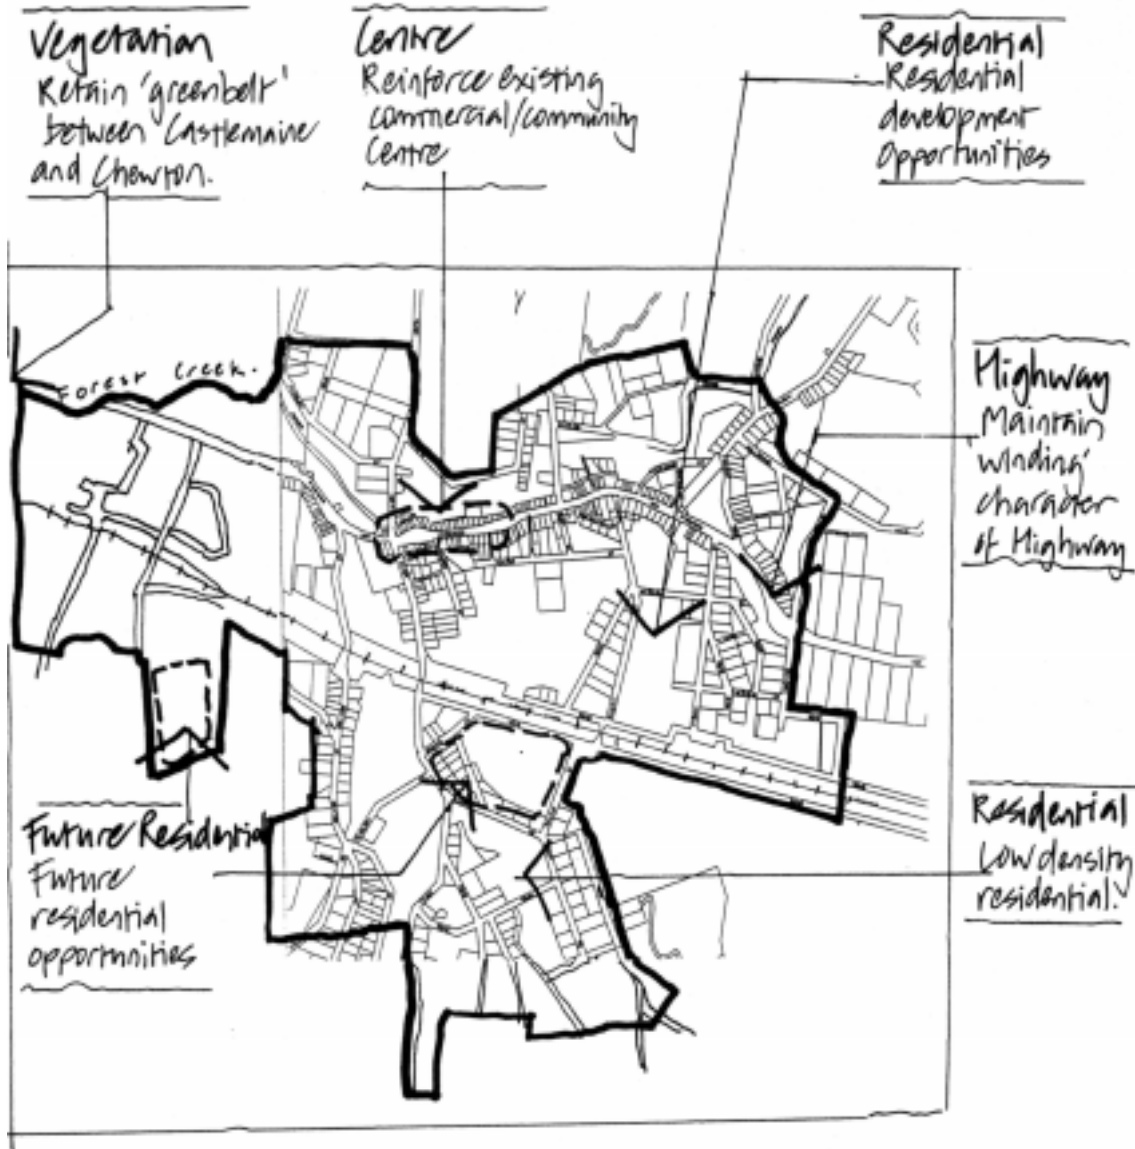 Vegetation
Retain 'greenbelt'
between Castlemaine
and Chewton.
Centre
Reinforce existing
commercial/community
Centre
Residential
Residential
development
Opportunities
Forest Creek.
Highway
Maintain
'winding'
character
of Highway
Future Residential
Future
residential
opportunities
Residential
Low density
residential.